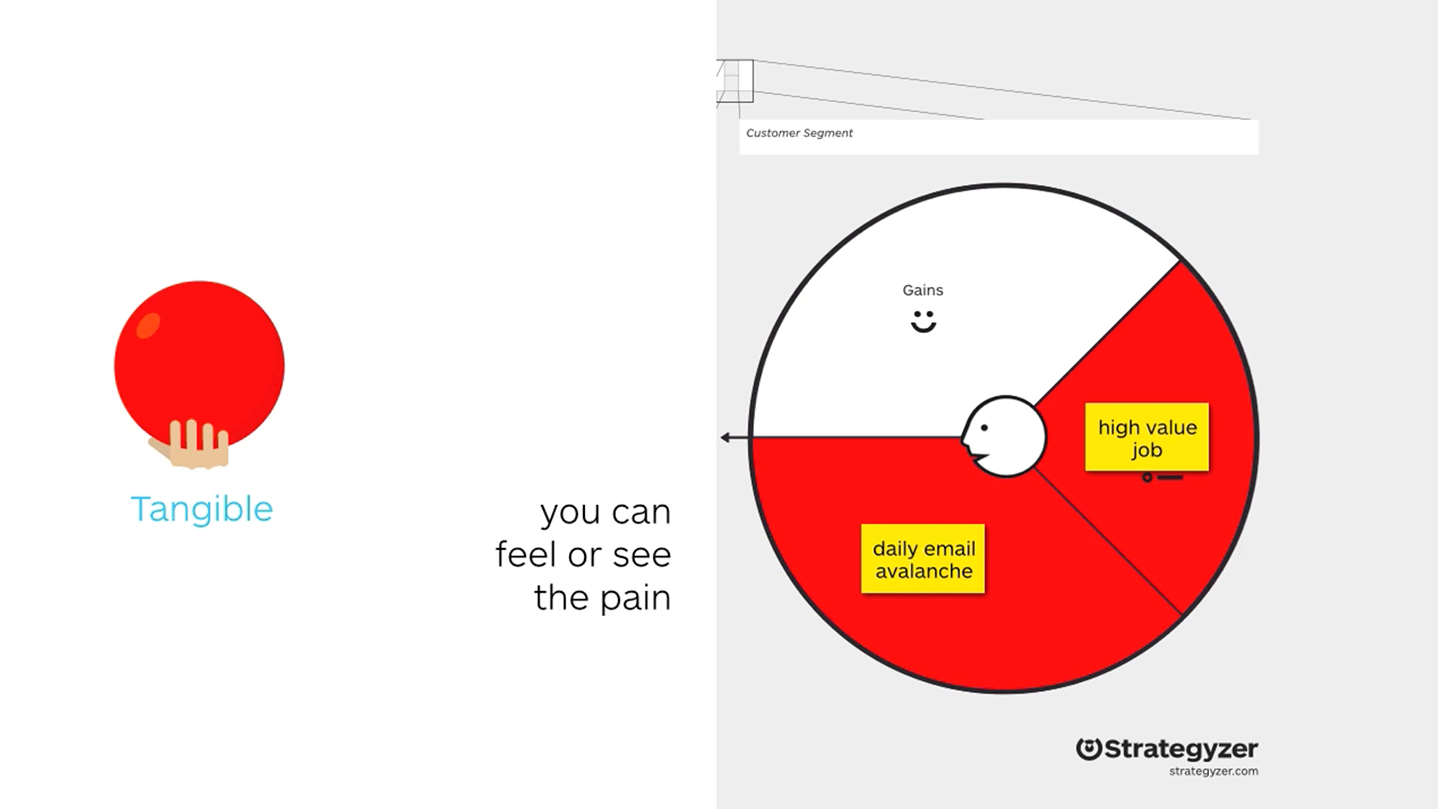 Tangible
you can
feel or see
the pain
Customer Segment
Gains
high value
job
daily email
avalanche
Strategyzer
strategyzer.com